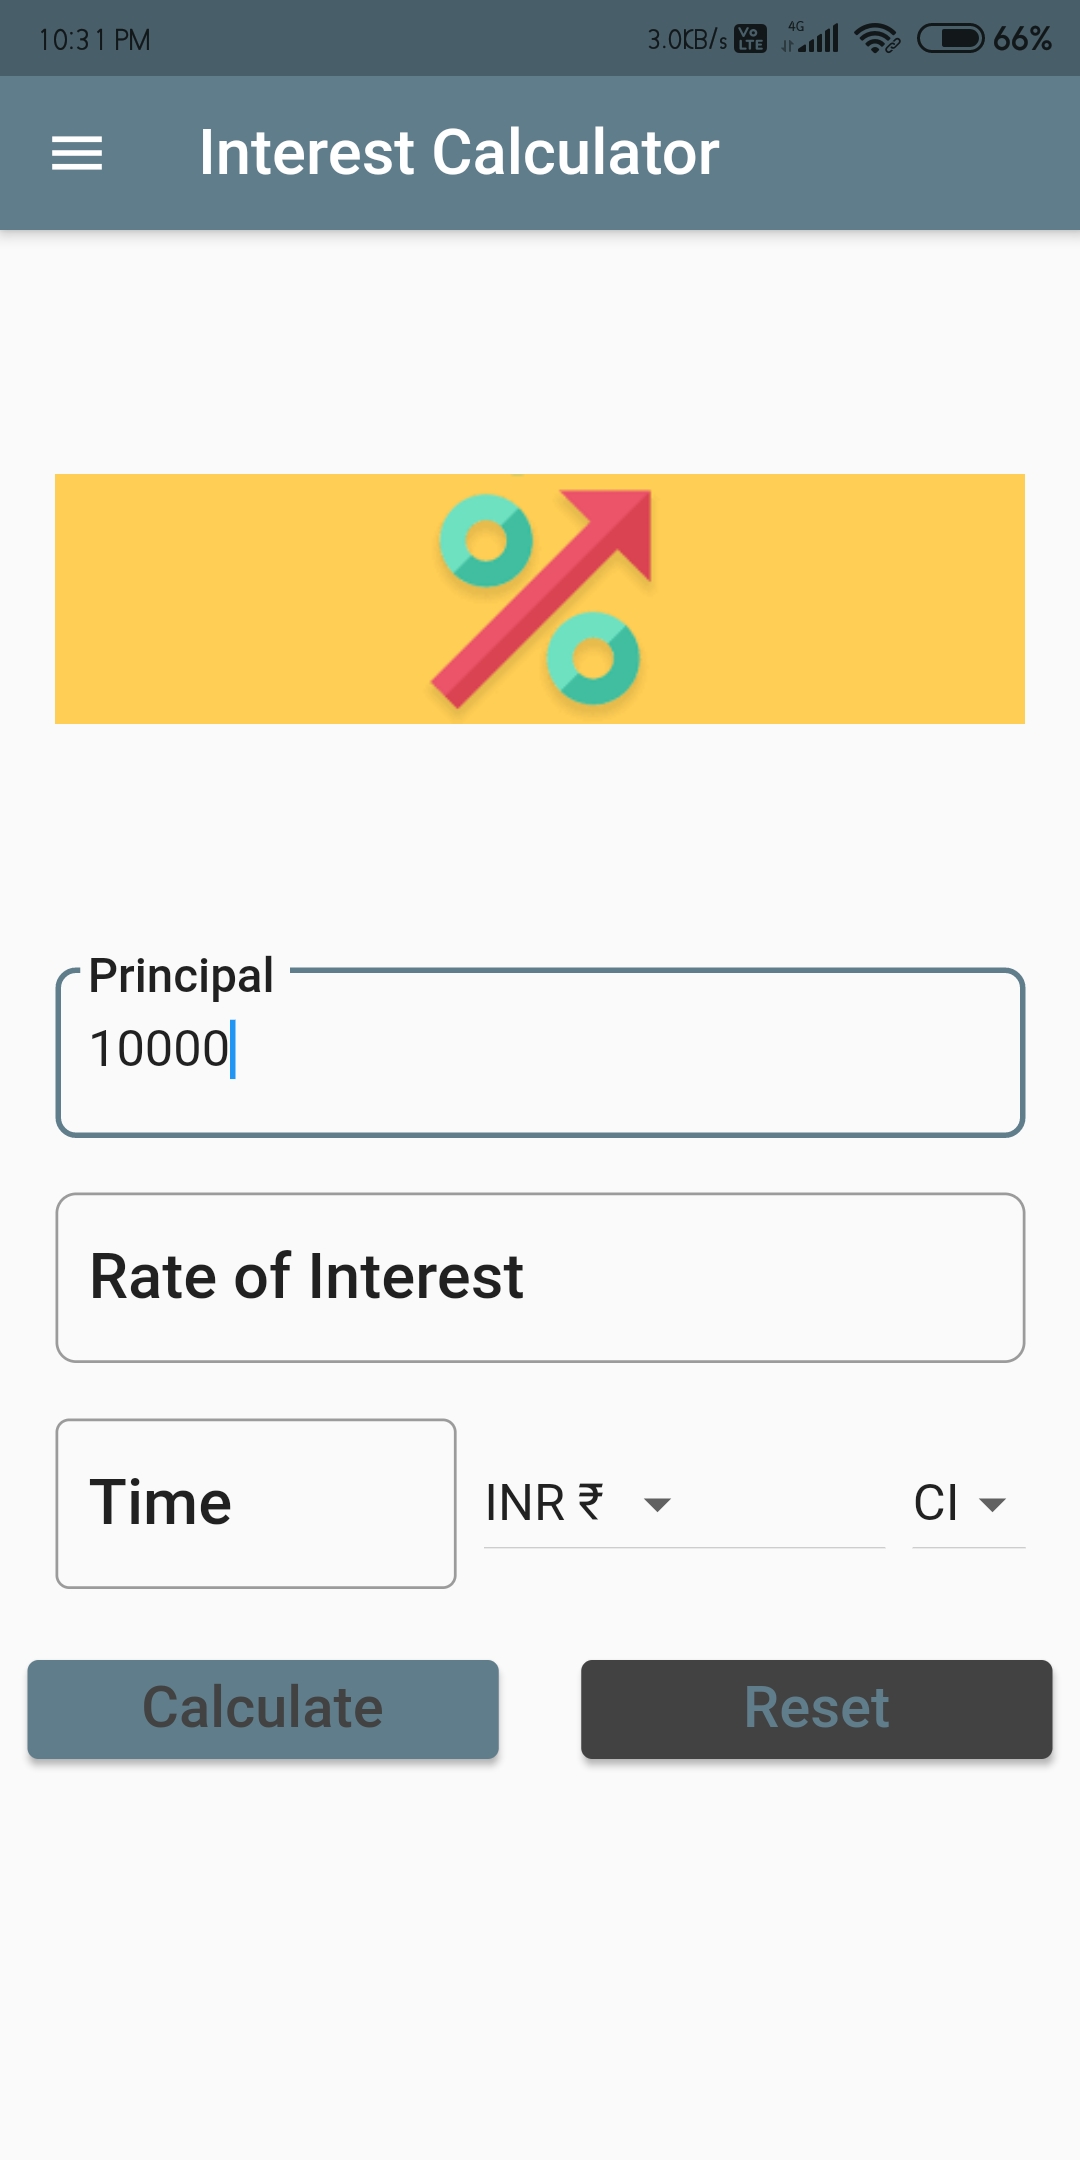 10:31 PM 3.0KB/s Vo LTE 4G 66%
Interest Calculator
Principal
10000
Rate of Interest
Time INR ₹ CI
Calculate Reset